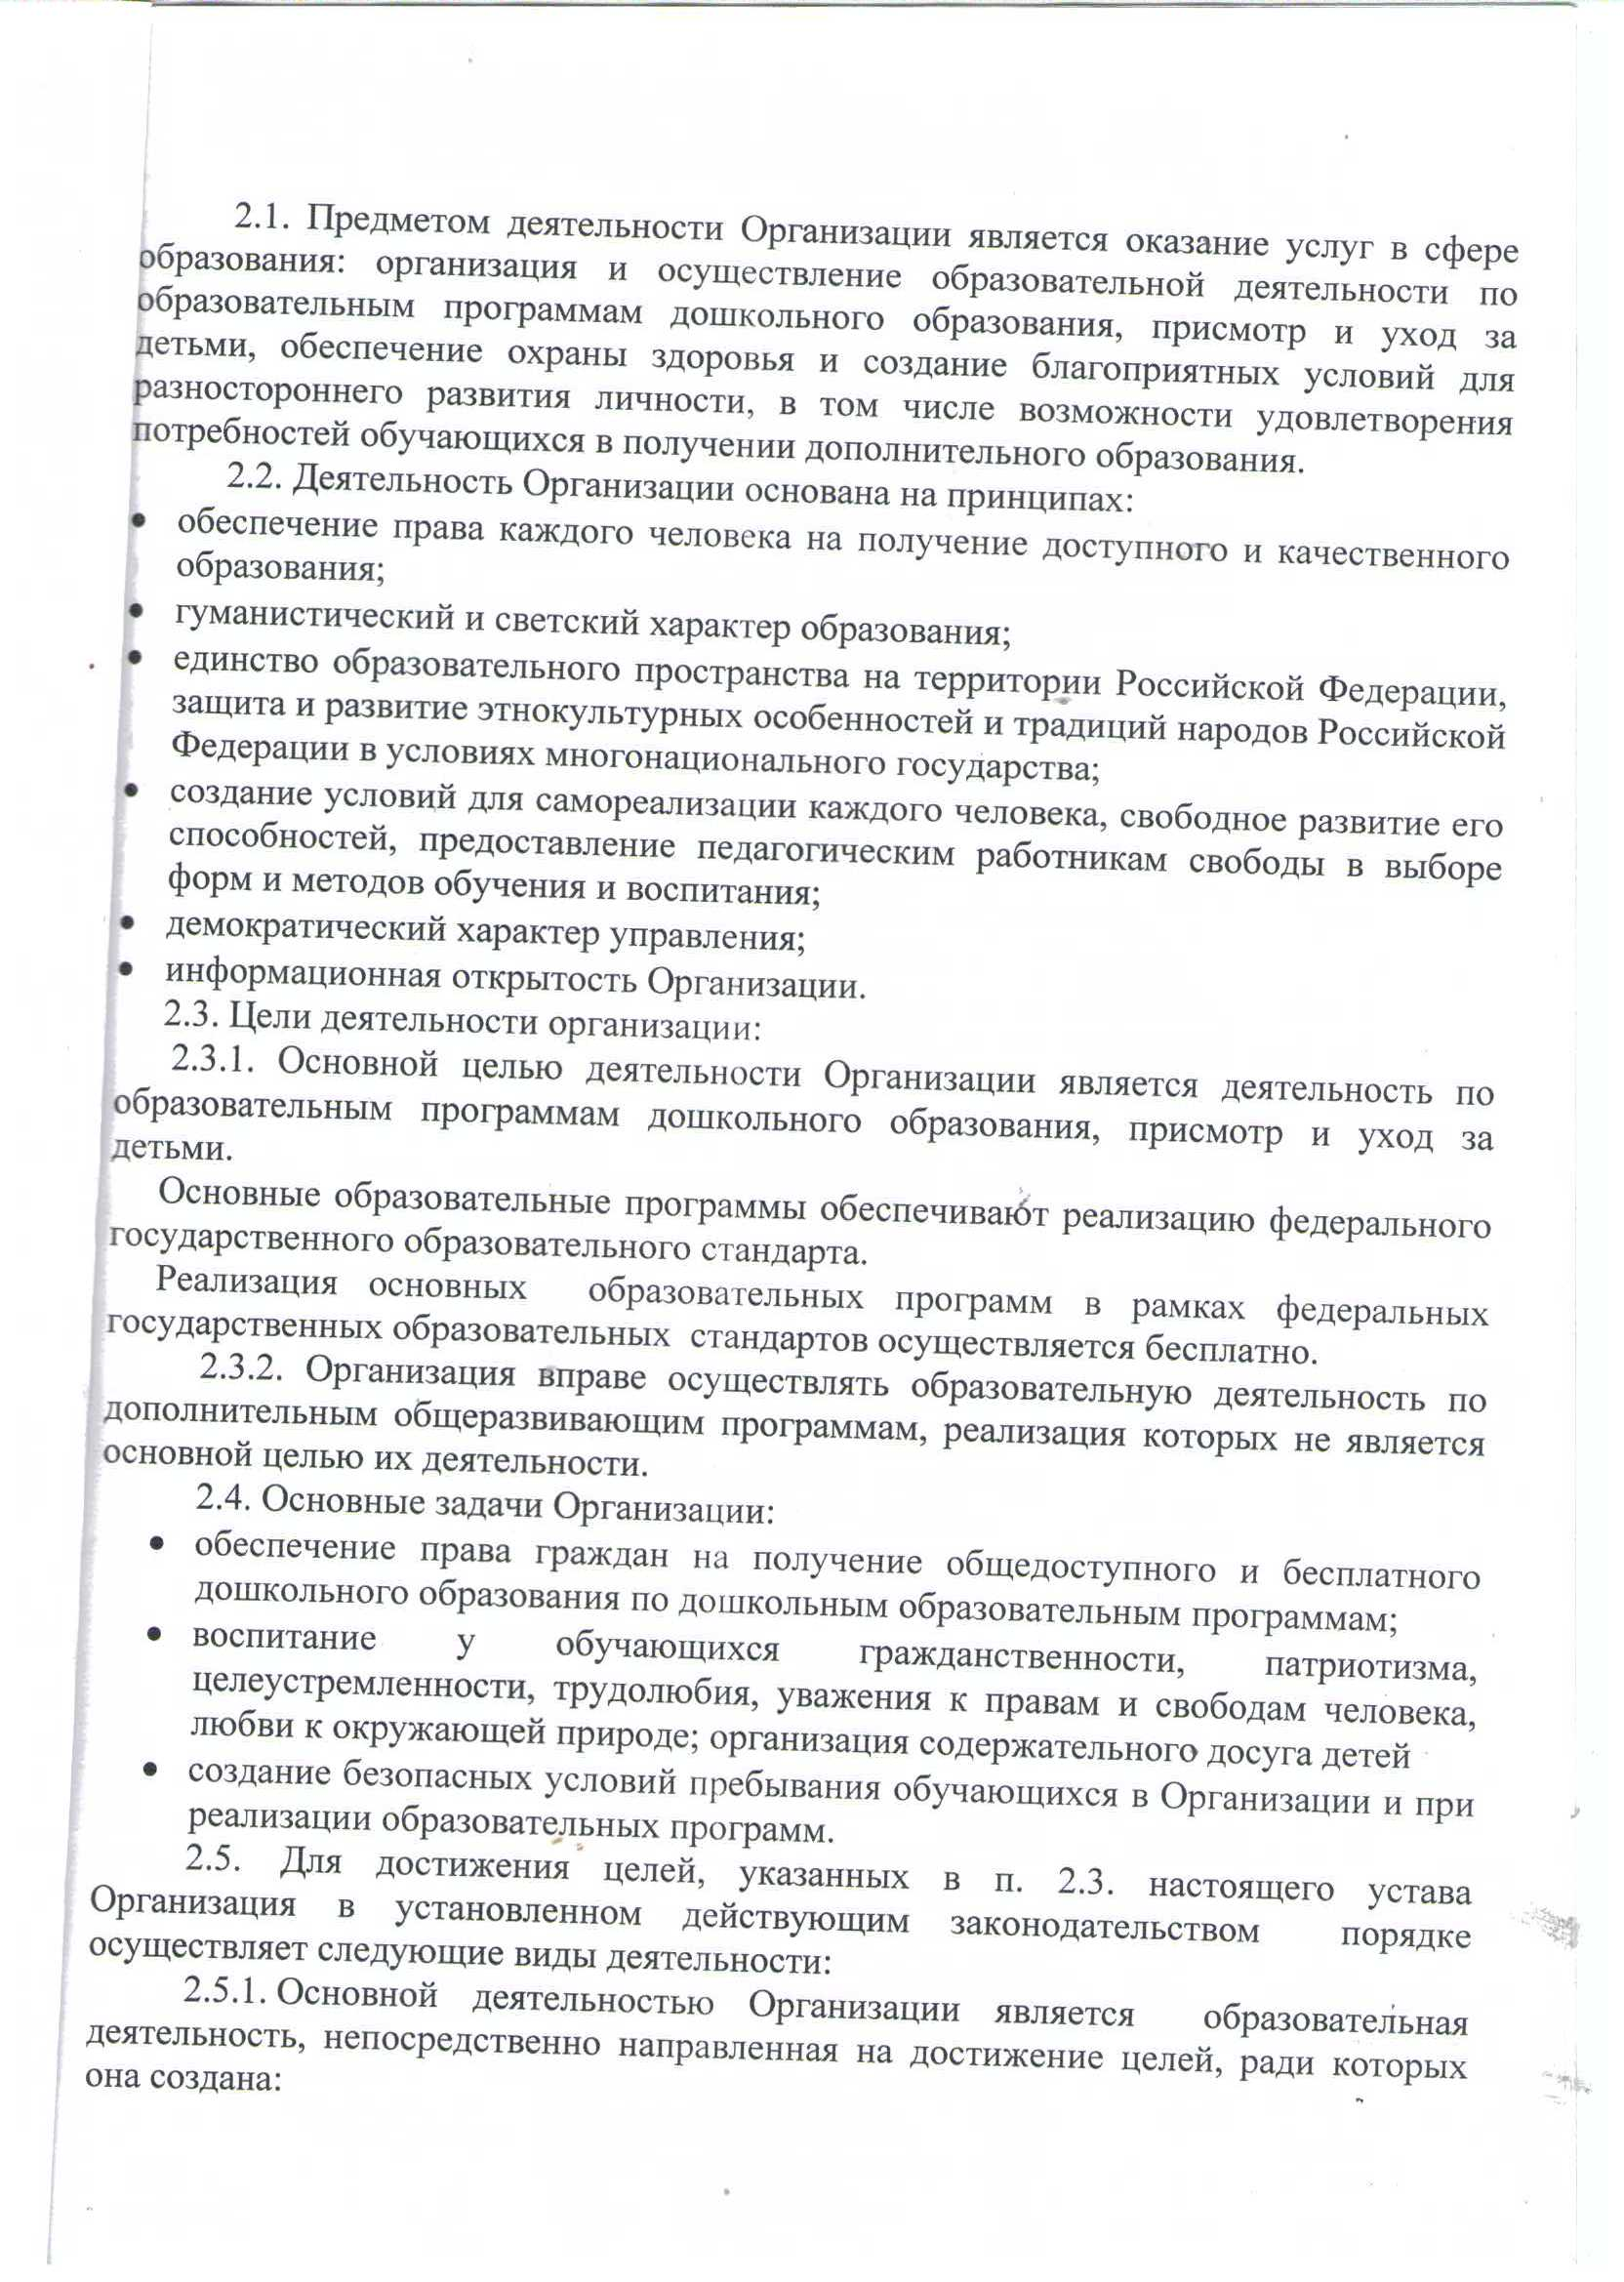 2.1. Предметом деятельности Организации является оказание услуг в сфере
образования: организация и осуществление образовательной деятельности по
образовательным программам дошкольного образования, присмотр и уход за
детьми, обеспечение охраны здоровья и создание благоприятных условий для
разностороннего развития личности, в том числе возможности удовлетворения
потребностей обучающихся в получении дополнительного образования.
2.2. Деятельность Организации основана на принципах:
• обеспечение права каждого человека на получение доступного и качественного
образования;
• гуманистический и светский характер образования;
• единство образовательного пространства на территории Российской Федерации,
защита и развитие этнокультурных особенностей и традиций народов Российской
Федерации в условиях многонационального государства;
• создание условий для самореализации каждого человека, свободное развитие его
способностей, предоставление педагогическим работникам свободы в выборе
форм и методов обучения и воспитания;
• демократический характер управления;
• информационная открытость Организации.
2.3. Цели деятельности организации:
2.3.1. Основной целью деятельности Организации является деятельность по
образовательным программам дошкольного образования, присмотр и уход за
детьми.
Основные образовательные программы обеспечивают реализацию федерального
государственного образовательного стандарта.
Реализация основных образовательных программ в рамках федеральных
государственных образовательных стандартов осуществляется бесплатно.
2.3.2. Организация вправе осуществлять образовательную деятельность по
дополнительным общеразвивающим программам, реализация которых не является
основной целью их деятельности.
2.4. Основные задачи Организации:
• обеспечение права граждан на получение общедоступного и бесплатного
дошкольного образования по дошкольным образовательным программам;
• воспитание у обучающихся гражданственности, патриотизма,
целеустремленности, трудолюбия, уважения к правам и свободам человека,
любви к окружающей природе; организация содержательного досуга детей
• создание безопасных условий пребывания обучающихся в Организации и при
реализации образовательных программ.
2.5. Для достижения целей, указанных в п. 2.3. настоящего устава
Организация в установленном действующим законодательством порядке
осуществляет следующие виды деятельности:
2.5.1. Основной деятельностью Организации является образовательная
деятельность, непосредственно направленная на достижение целей, ради которых
она создана: